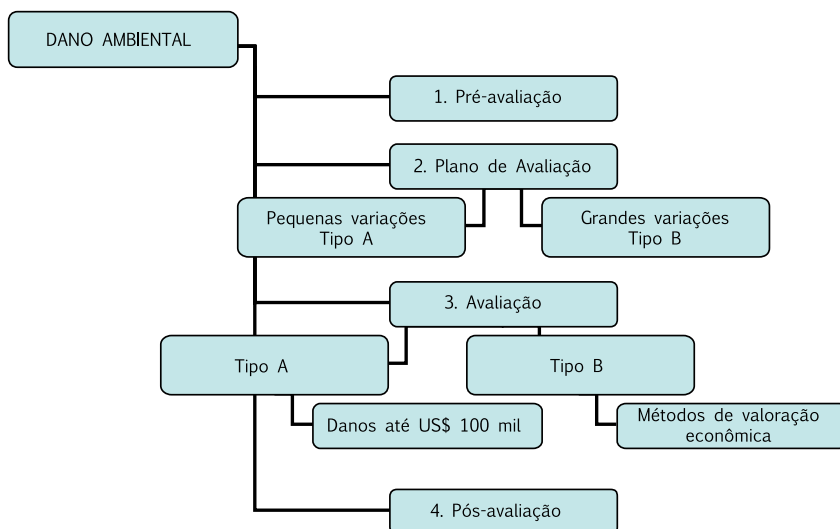 DANO AMBIENTAL
1. Pré-avaliação
2. Plano de Avaliação
Pequenas variações
Tipo A
Grandes variações
Tipo B
3. Avaliação
Tipo A
Tipo B
Danos até US$ 100 mil
Métodos de valoração
econômica
4. Pós-avaliação